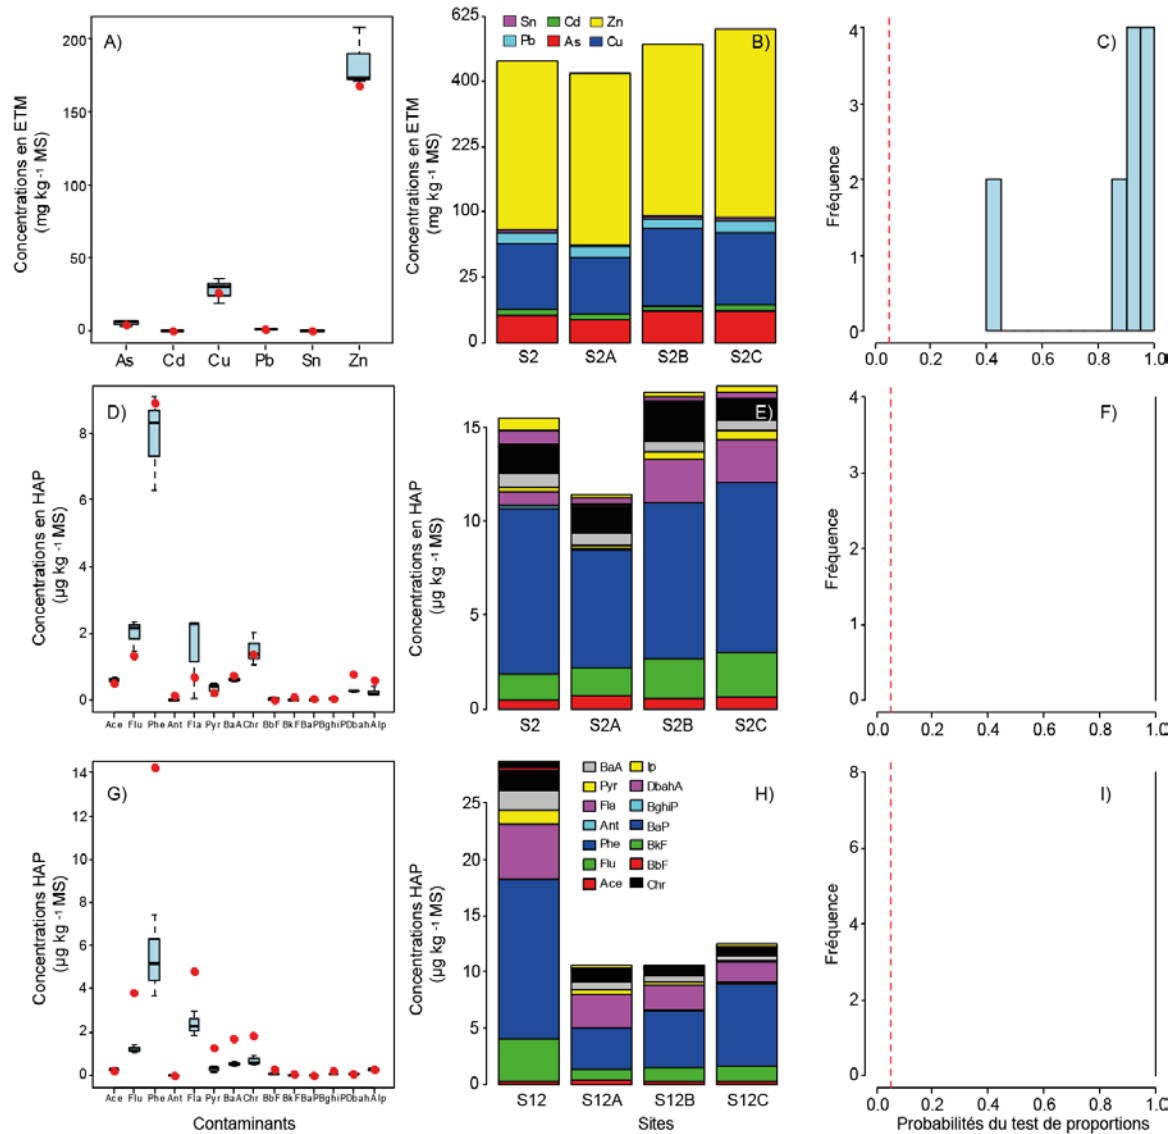 A)
Concentrations en ETM
(mg kg⁻¹ MS)
200
150
100
50
0
As Cd Cu Pb Sn Zn
B)
Concentrations en ETM
(mg kg⁻¹ MS)
625
400
225
100
25
0
Sn Cd Zn
Pb As Cu
S2 S2A S2B S2C
C)
Fréquence
4
3
2
1
0
0.0 0.2 0.4 0.6 0.8 1.0
D)
Concentrations en HAP
(µg kg⁻¹ MS)
8
6
4
2
0
Ace Flu Phe Ant Fla Pyr BaA Chr BbF BkF BaP BghiP DbahA Ip
E)
Concentrations en HAP
(µg kg⁻¹ MS)
15
10
5
0
S2 S2A S2B S2C
F)
Fréquence
4
3
2
1
0
0.0 0.2 0.4 0.6 0.8 1.0
G)
Concentrations HAP
(µg kg⁻¹ MS)
14
12
10
8
6
4
2
0
Ace Flu Phe Ant Fla Pyr BaA Chr BbF BkF BaP BghiP DbahA Ip
Contaminants
H)
Concentrations HAP
(µg kg⁻¹ MS)
25
20
15
10
5
0
BaA Ip
Pyr DbahA
Fla BghiP
Ant BaP
Phe BkF
Flu BbF
Ace Chr
S12 S12A S12B S12C
Sites
I)
Fréquence
8
6
4
2
0
0.0 0.2 0.4 0.6 0.8 1.0
Probabilités du test de proportions